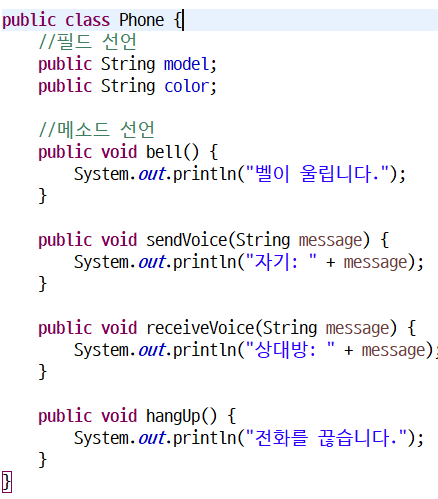 public class Phone {
//필드 선언
public String model;
public String color;
//메소드 선언
public void bell() {
System.out.println("벨이 울립니다.");
}
public void sendVoice(String message) {
System.out.println("자기: " + message);
}
public void receiveVoice(String message) {
System.out.println("상대방: " + message);
}
public void hangUp() {
System.out.println("전화를 끊습니다.");
}
}